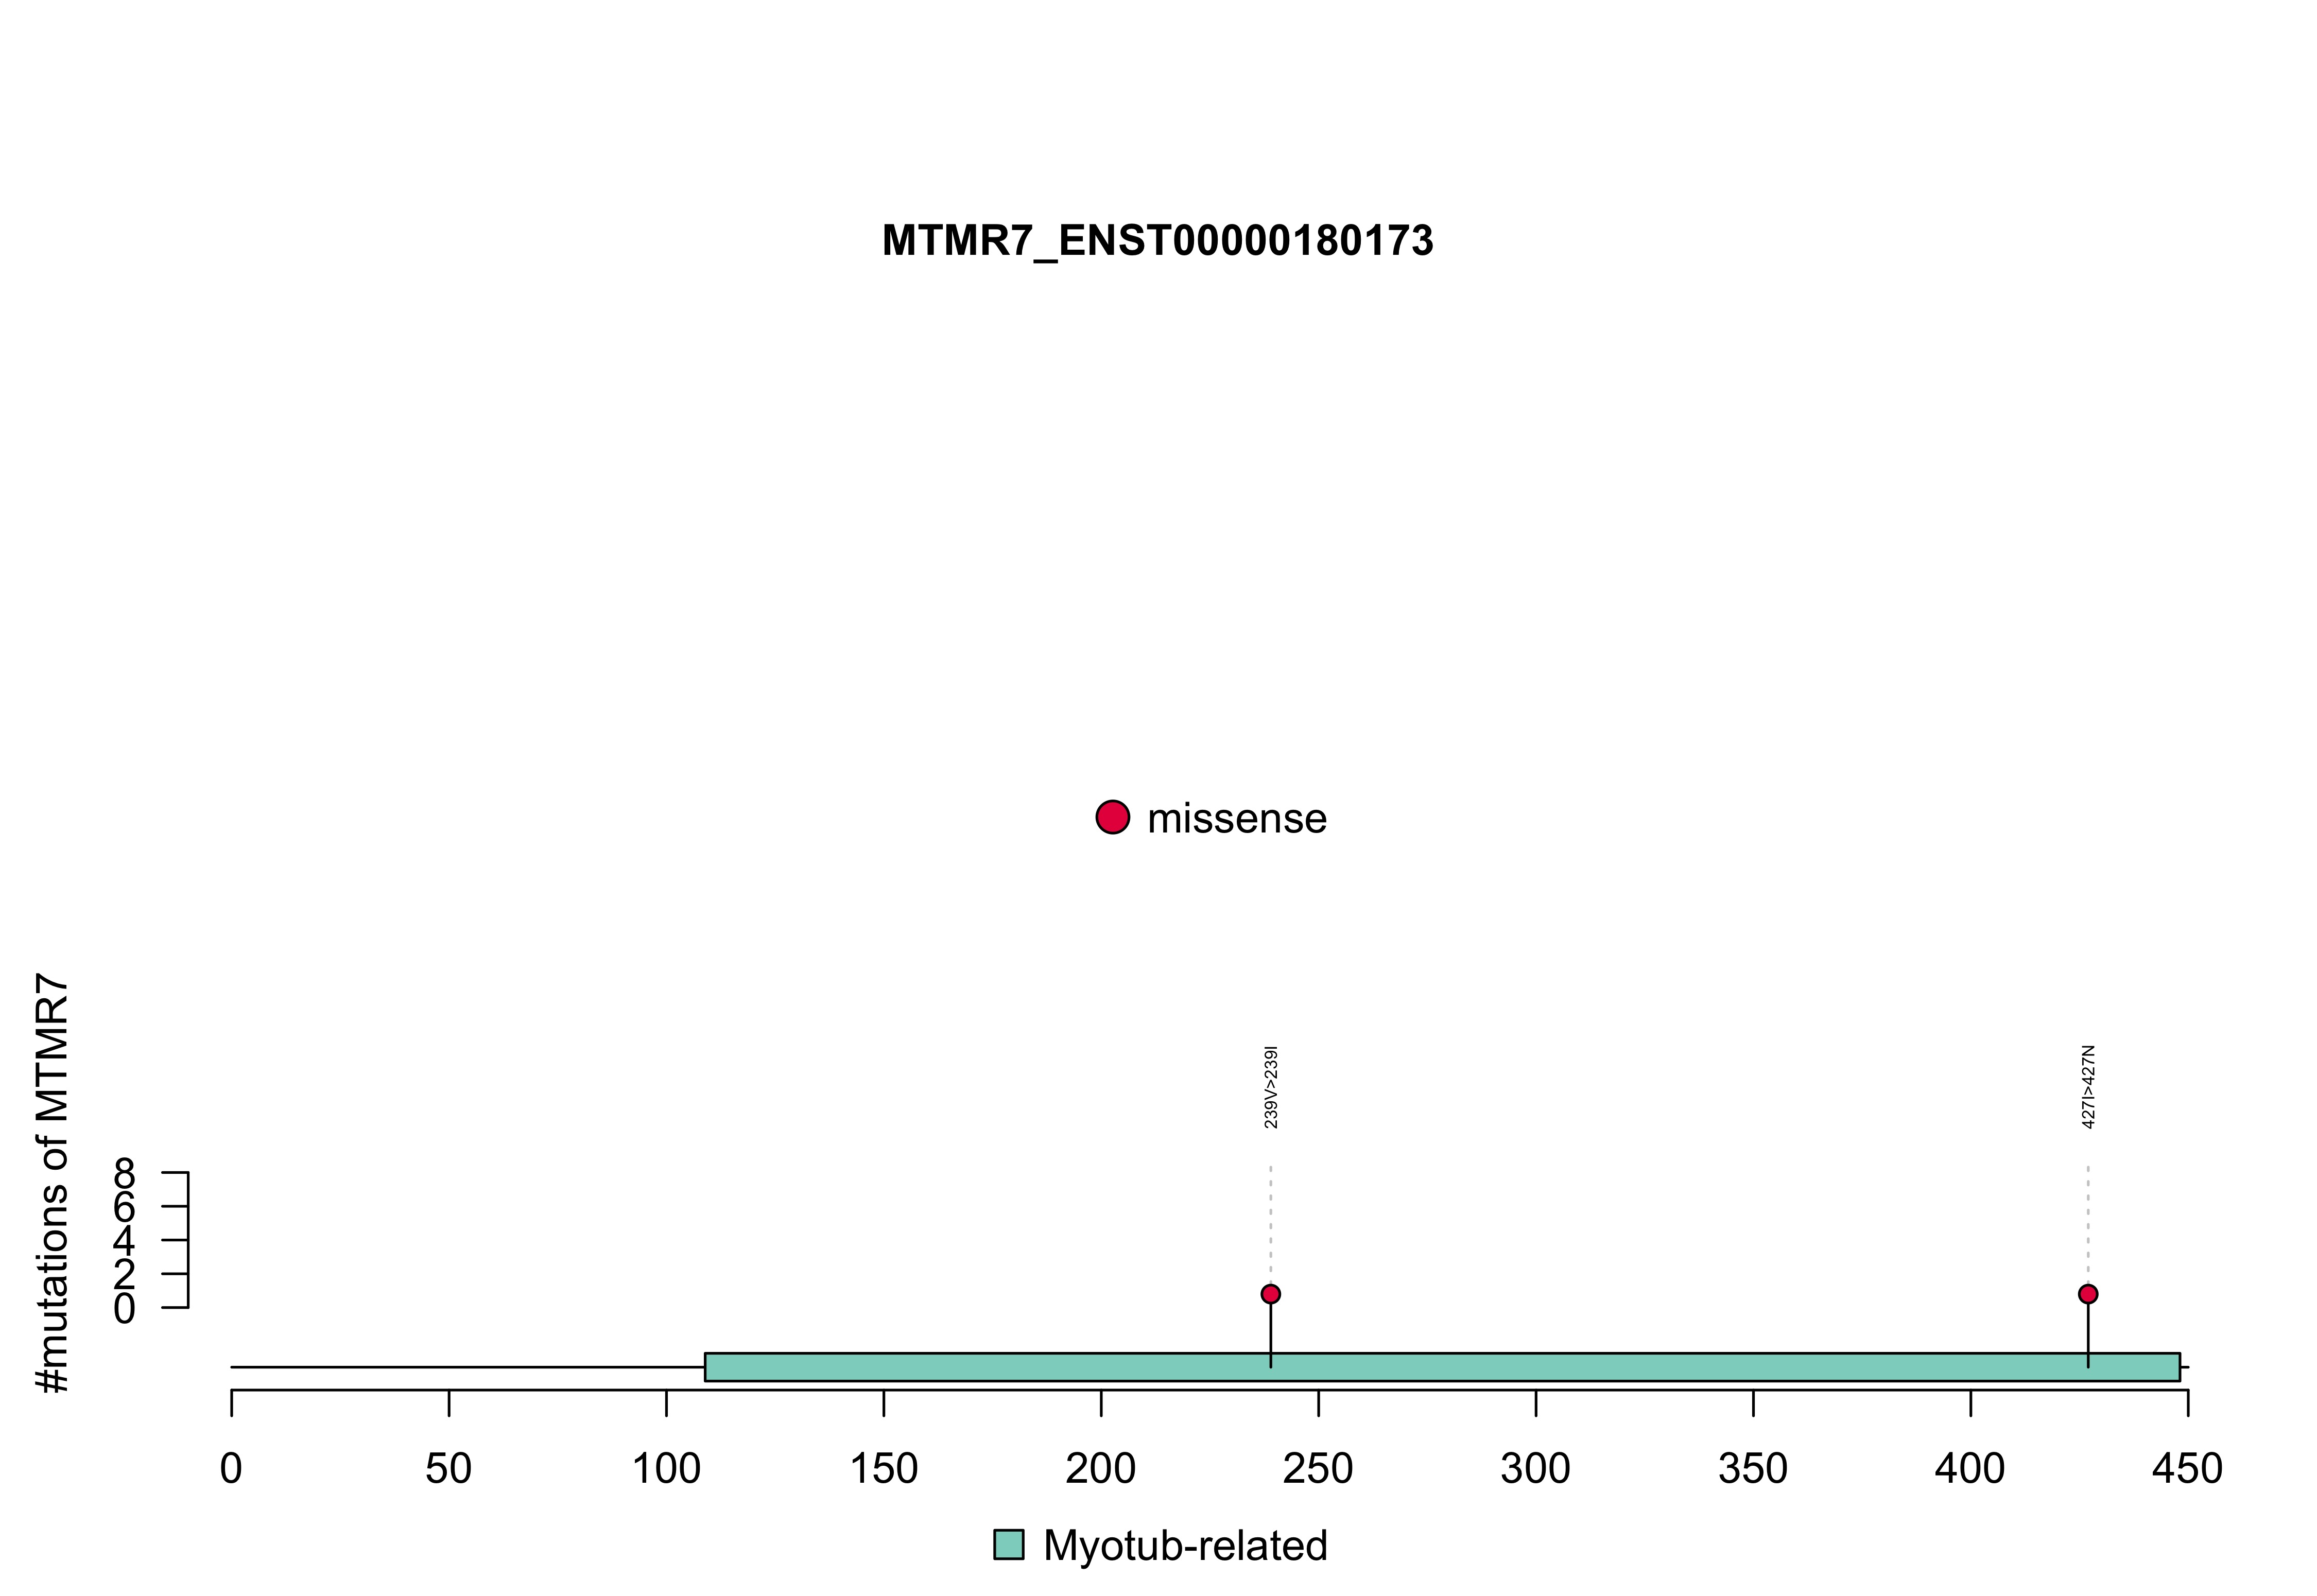 MTMR7_ENST00000180173
missense
#mutations of MTMR7
239V>239I
427I>427N
8
6
4
2
0
0 50 100 150 200 250 300 350 400 450
Myotub-related